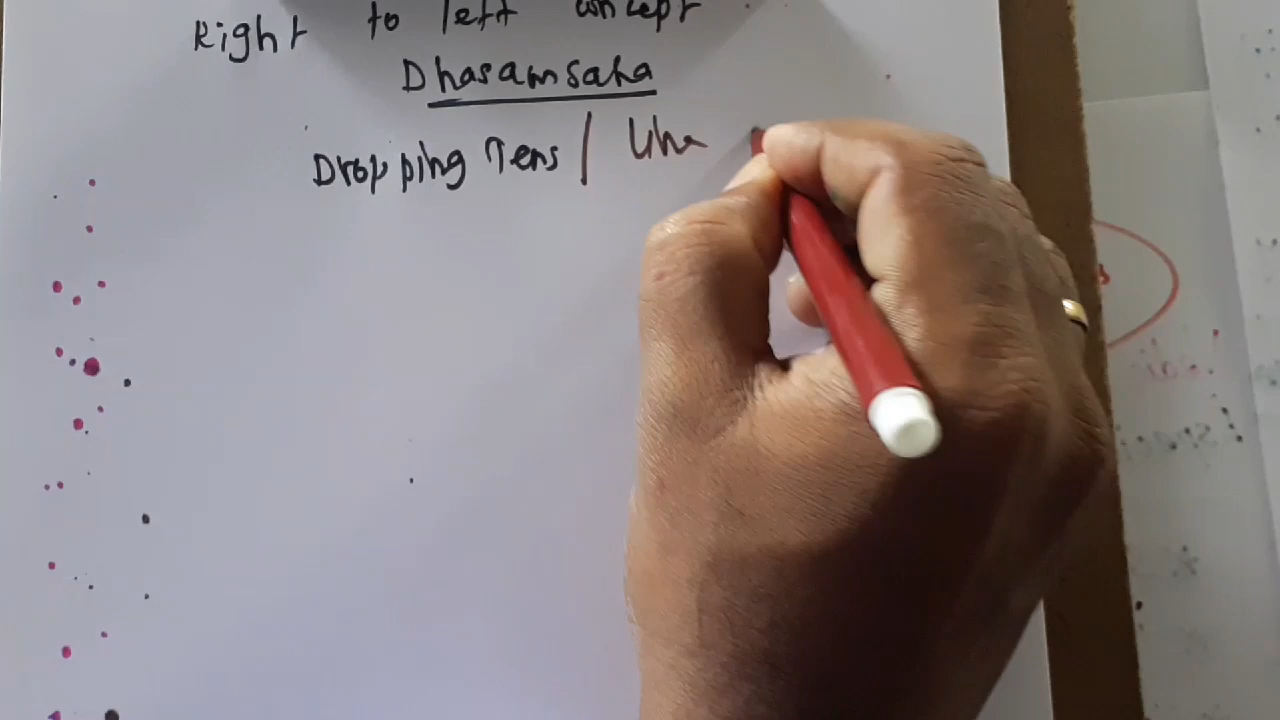 Right to left concept
Dhasamsaha
Dropping Tens /